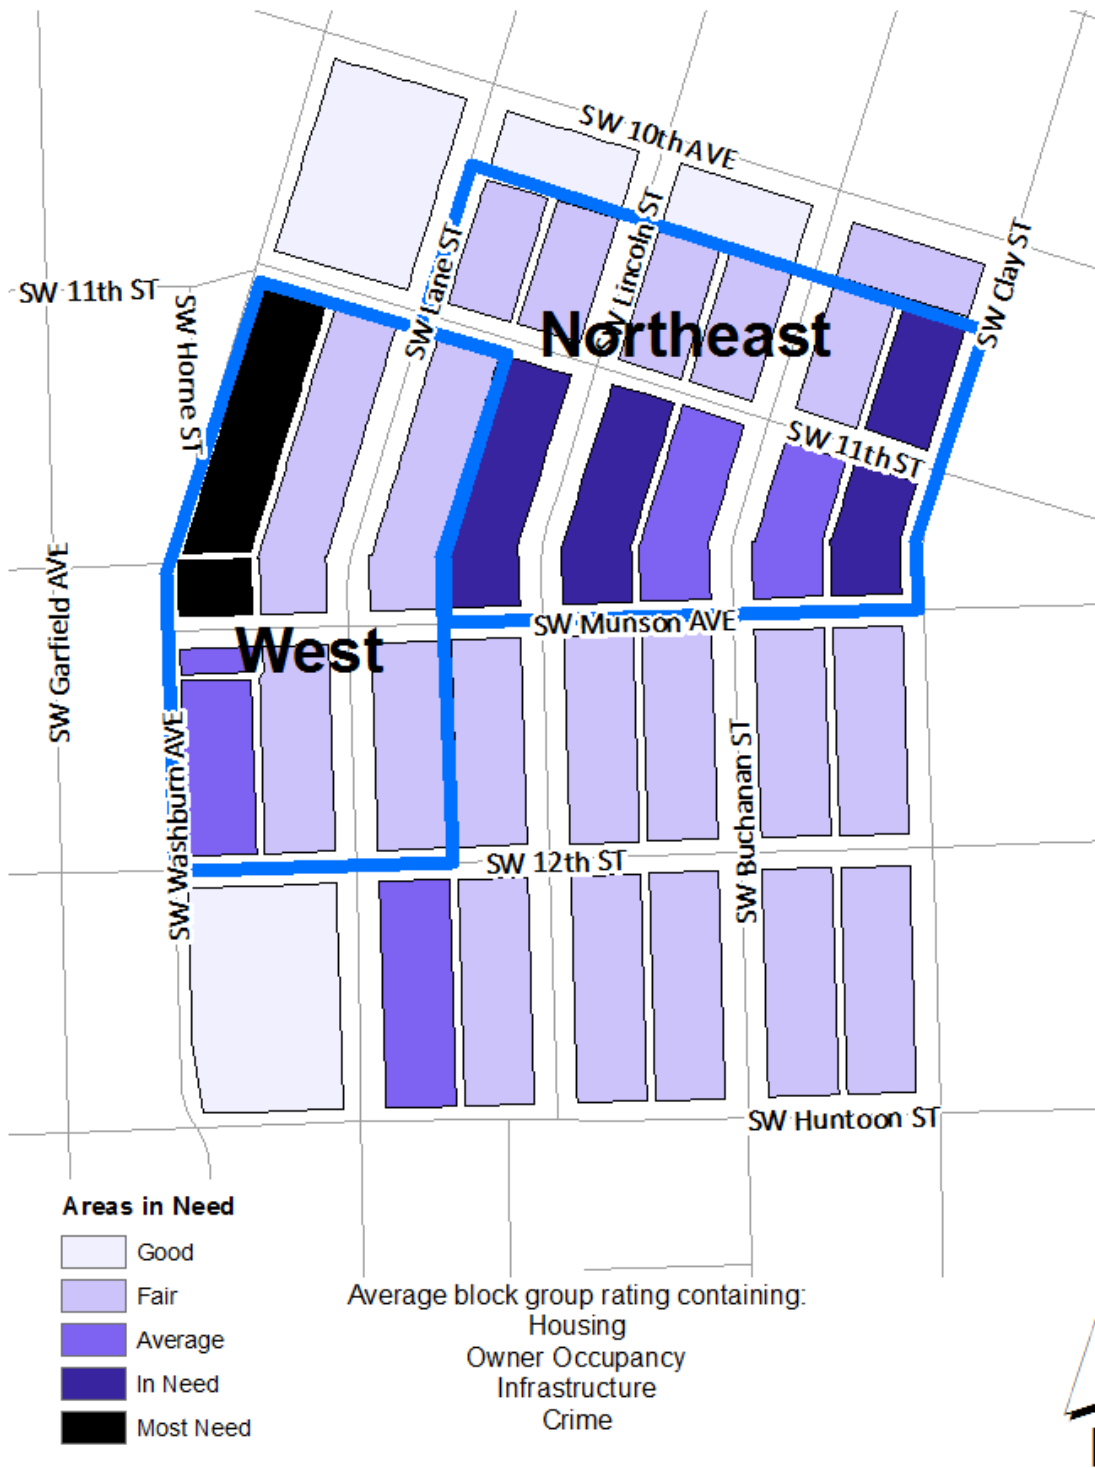 SW 10th AVE
SW Clay ST
SW Lincoln ST
SW Lane ST
SW 11th ST
SW Horne ST
Northeast
SW 11th ST
SW Garfield AVE
SW Munson AVE
West
SW Washburn AVE
SW Buchanan ST
SW 12th ST
SW Huntoon ST
Areas in Need
Good
Fair
Average
In Need
Most Need
Average block group rating containing:
Housing
Owner Occupancy
Infrastructure
Crime